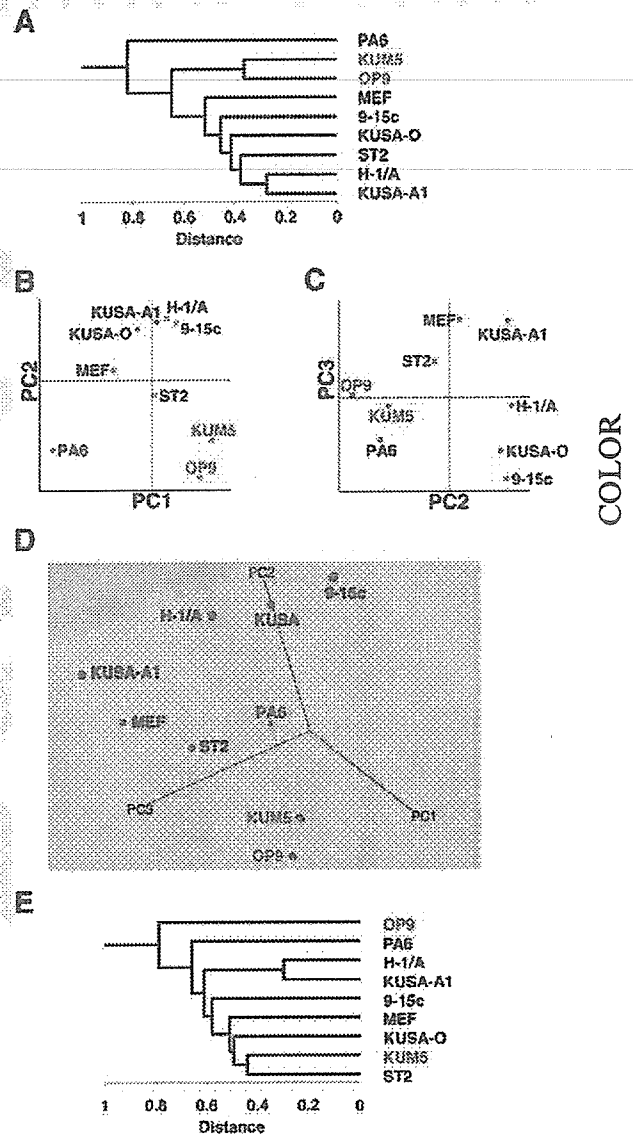 A
PA6
KUM5
OP9
MEF
9-15c
KUSA-O
ST2
H-1/A
KUSA-A1
1 0.8 0.6 0.4 0.2 0
Distance
B
PC2
KUSA-A1 H-1/A
KUSA-O 9-15c
MEF
ST2
KUM5
PA6
OP9
PC1
C
PC3
MEF
KUSA-A1
ST2
OP9
KUM5 H-1/A
PA6 KUSA-O
9-15c
PC2
COLOR
D
PC2
9-15c
H-1/A KUSA
KUSA-A1
PA6
MEF
ST2
PC3
KUM5 PC1
OP9
E
OP9
PA6
H-1/A
KUSA-A1
9-15c
MEF
KUSA-O
KUM5
ST2
1 0.8 0.6 0.4 0.2 0
Distance